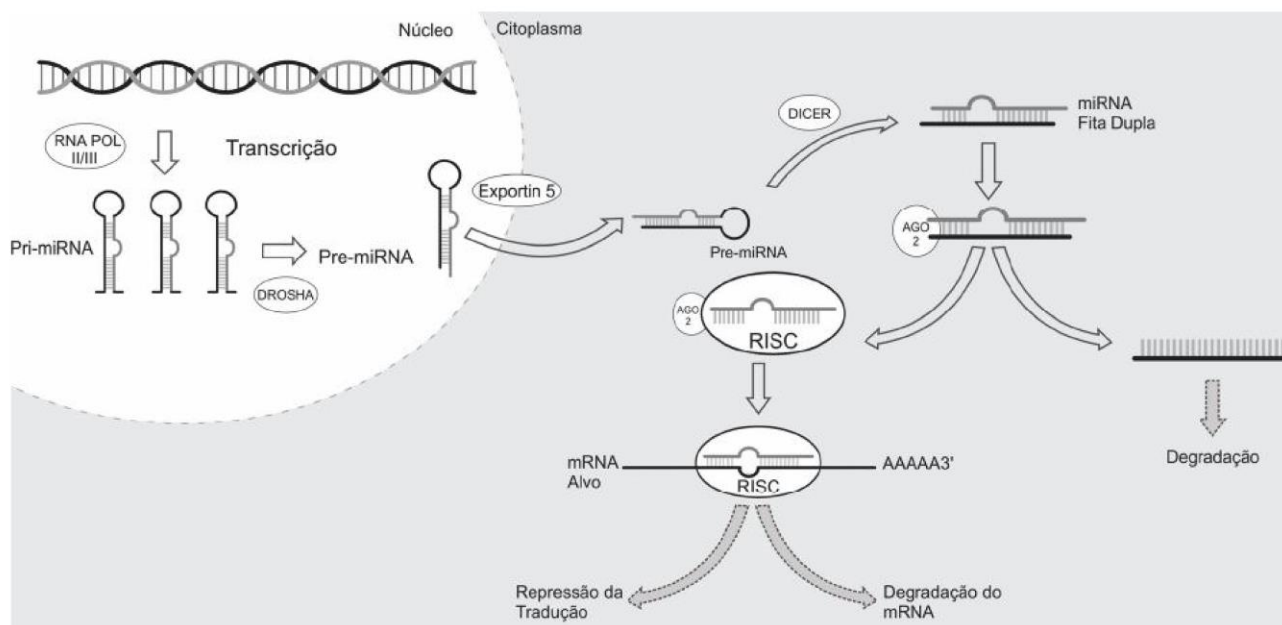 Núcleo
Citoplasma
RNA POL
II/III
Transcrição
Pri-miRNA
DROSHA
Pre-miRNA
Exportin 5
Pre-miRNA
DICER
miRNA
Fita Dupla
AGO
2
AGO
2
RISC
Degradação
mRNA
Alvo
RISC
AAAAA3'
Repressão da
Tradução
Degradação do
mRNA